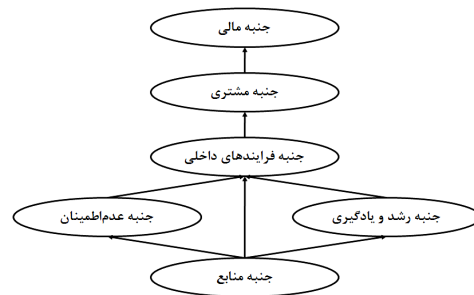 جنبه مالی
جنبه مشتری
جنبه فرایندهای داخلی
جنبه رشد و یادگیری
جنبه عدم‌اطمینان
جنبه منابع